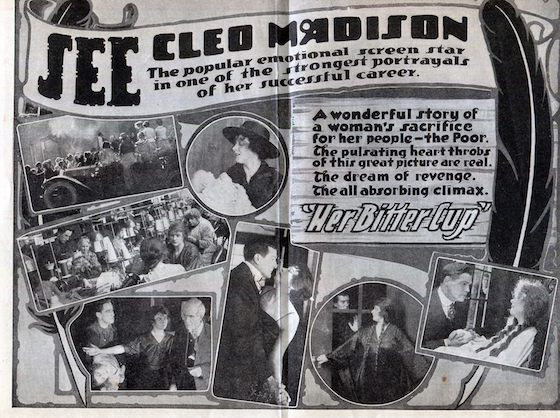 SEE CLEO MADISON
The popular emotional screen star
in one of the strongest portrayals
of her successful career.
A wonderful story of
a woman's sacrifice
for her people—the Poor.
The pulsating heart throbs
of this great picture are real.
The dream of revenge.
The all absorbing climax.
"Her Bitter Cup"